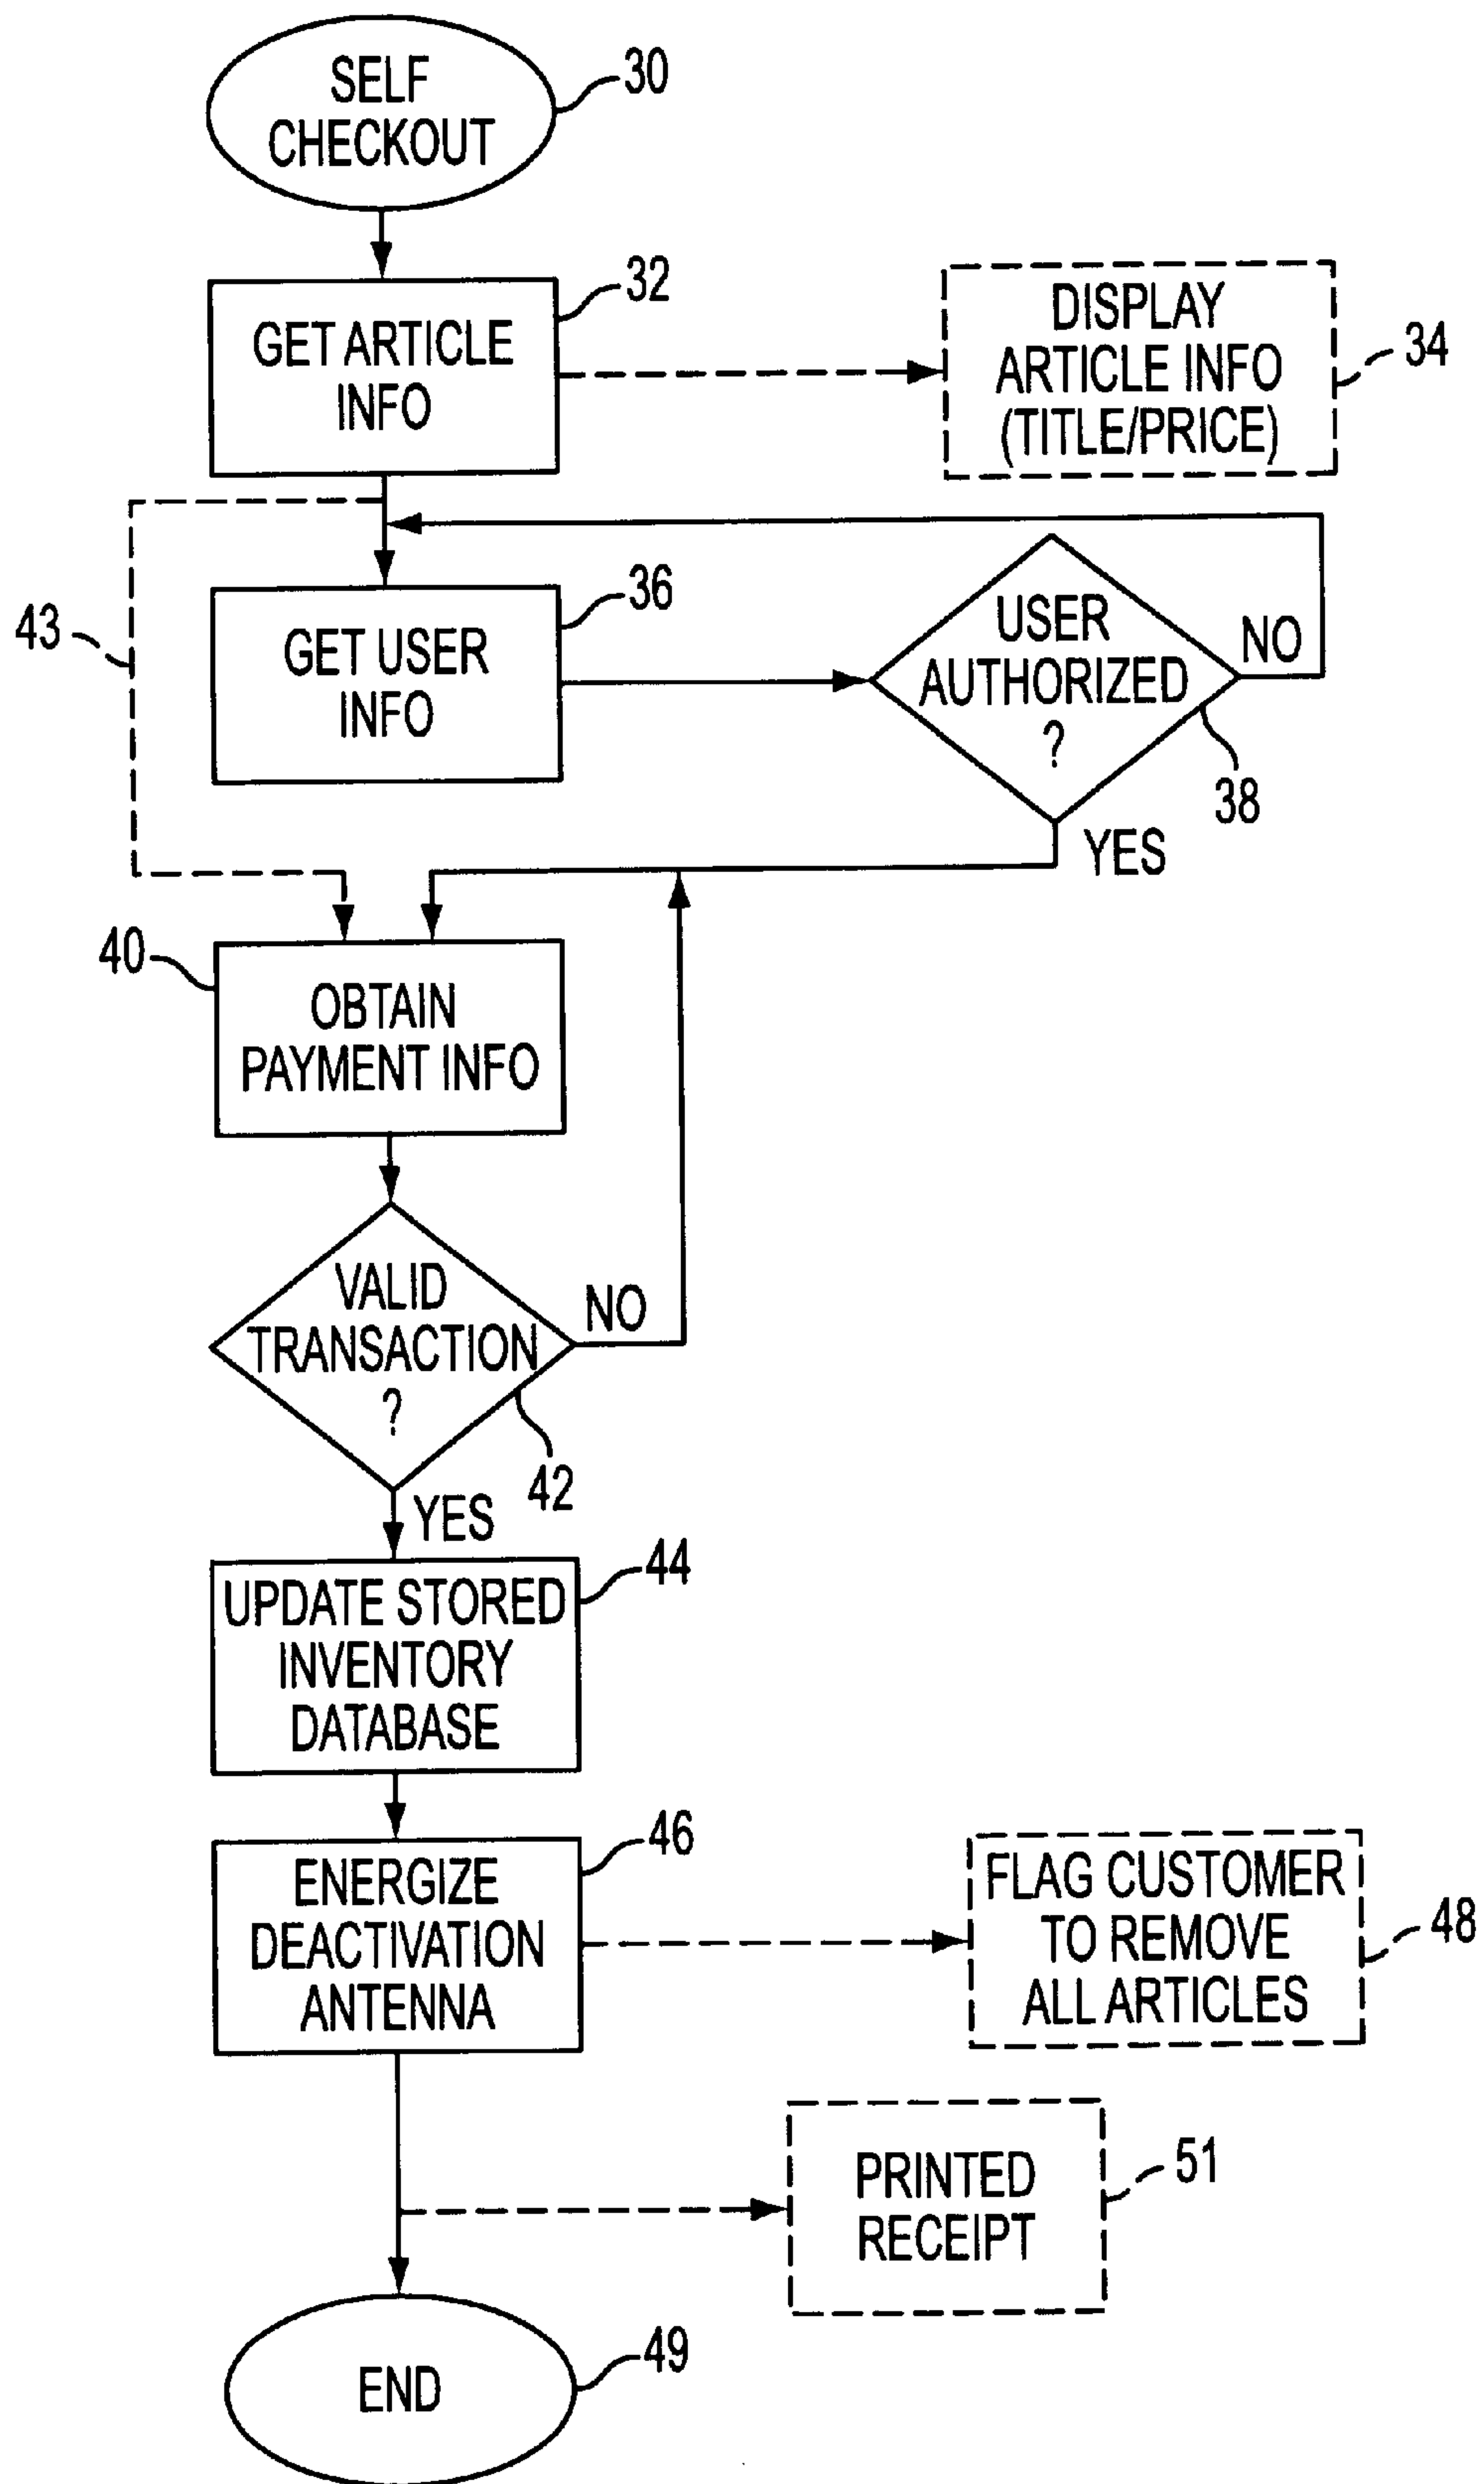 SELF
CHECKOUT
30
GET ARTICLE
INFO
32
DISPLAY
ARTICLE INFO
(TITLE/PRICE)
34
43
GET USER
INFO
36
USER
AUTHORIZED
?
NO
38
YES
40
OBTAIN
PAYMENT INFO
VALID
TRANSACTION
?
NO
42
YES
UPDATE STORED
INVENTORY
DATABASE
44
ENERGIZE
DEACTIVATION
ANTENNA
46
FLAG CUSTOMER
TO REMOVE
ALL ARTICLES
48
PRINTED
RECEIPT
51
END
49